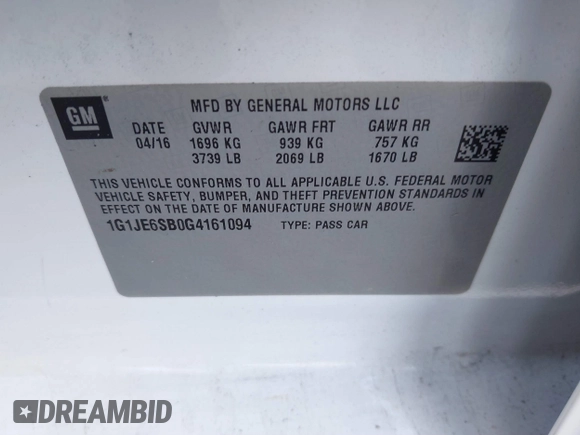 GM
MFD BY GENERAL MOTORS LLC
DATE GVWR GAWR FRT GAWR RR
04/16 1696 KG 939 KG 757 KG
3739 LB 2069 LB 1670 LB
THIS VEHICLE CONFORMS TO ALL APPLICABLE U.S. FEDERAL MOTOR
VEHICLE SAFETY, BUMPER, AND THEFT PREVENTION STANDARDS IN
EFFECT ON THE DATE OF MANUFACTURE SHOWN ABOVE.
1G1JE6SB0G4161094 TYPE: PASS CAR
DREAMBID